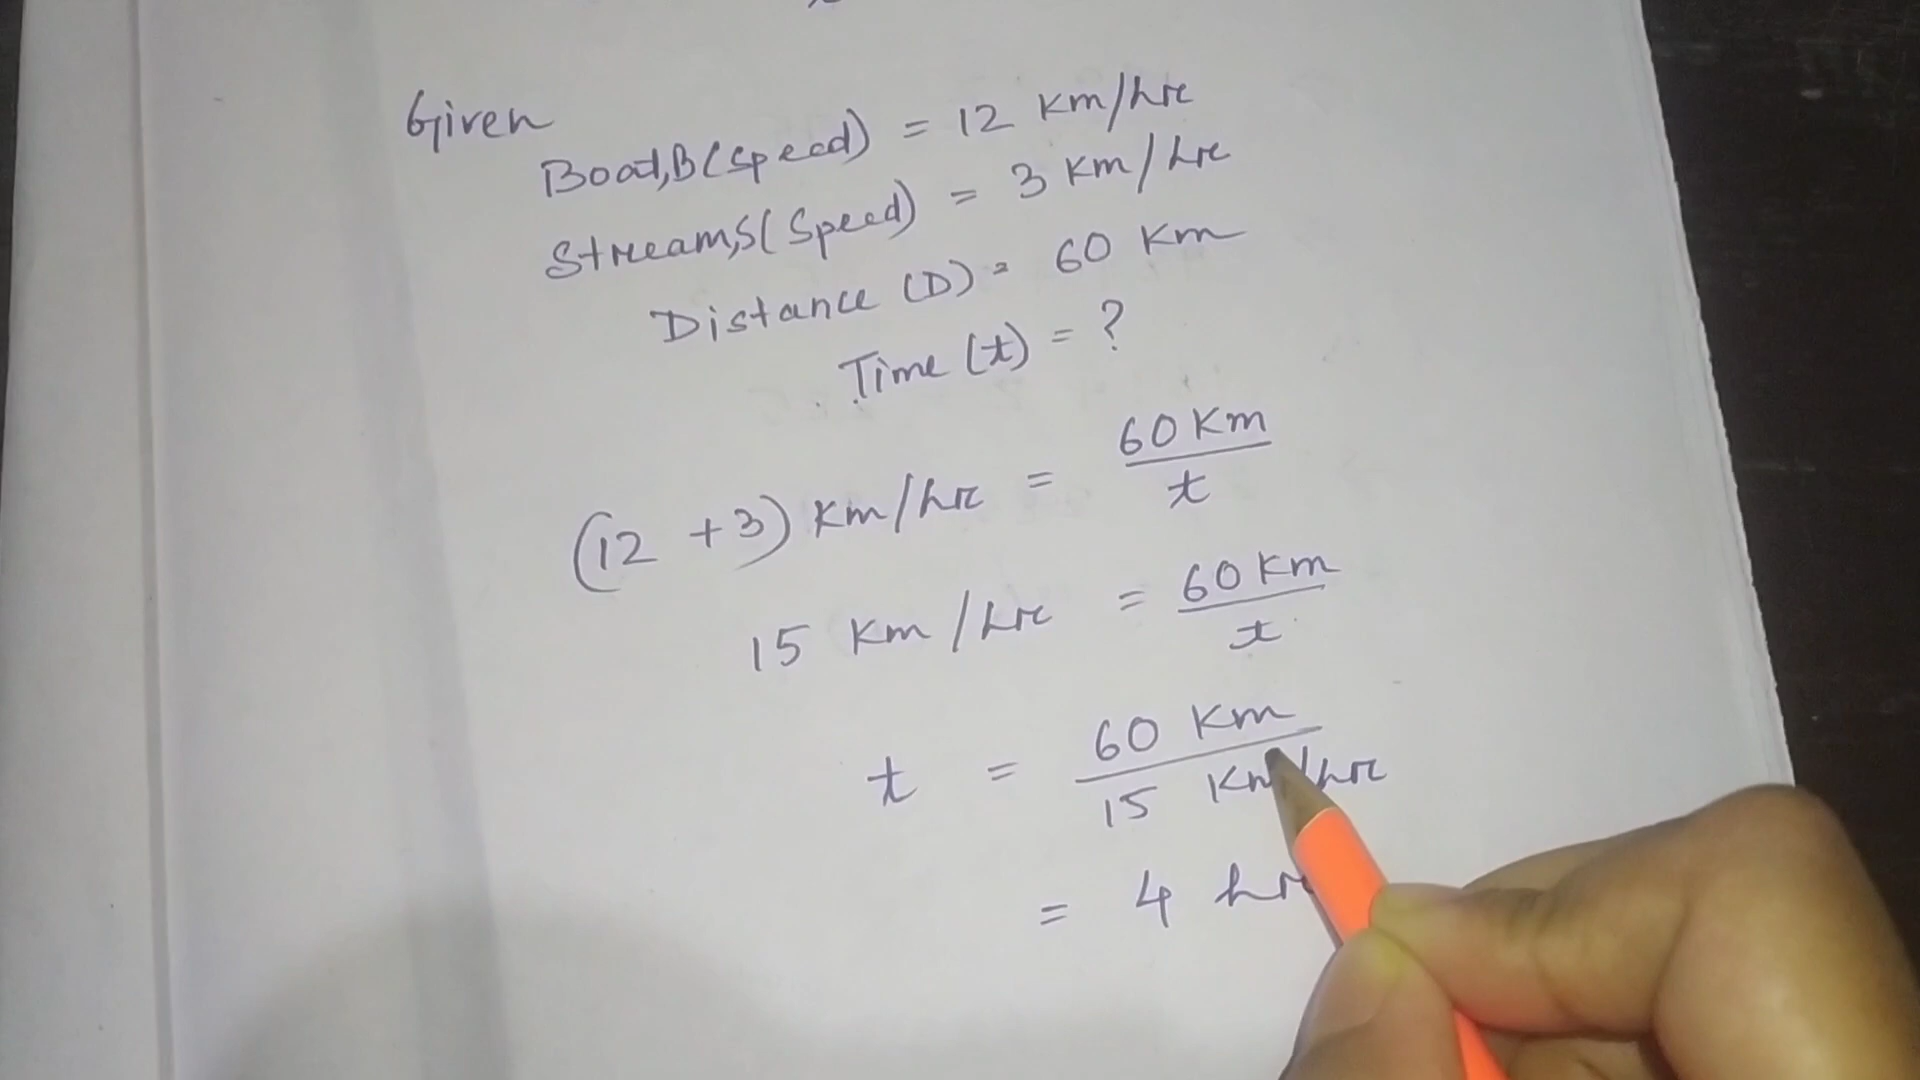 Given
Boat,B(speed) = 12 Km/hr
Stream,S(Speed) = 3 Km/hr
Distance (D) = 60 Km
Time (t) = ?
(12 +3) Km/hr = 60 Km / t
15 Km/hr = 60 Km / t
t = 60 Km / 15 Km/hr
= 4 hr